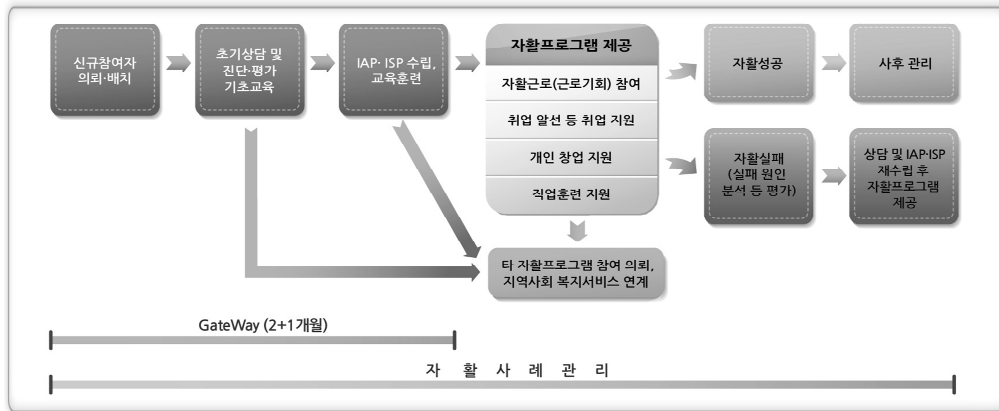 신규참여자
의뢰·배치
초기상담 및
진단·평가
기초교육
IAP· ISP 수립,
교육훈련
자활프로그램 제공
자활근로(근로기회) 참여
취업 알선 등 취업 지원
개인 창업 지원
직업훈련 지원
자활성공
사후 관리
자활실패
(실패 원인
분석 등 평가)
상담 및 IAP·ISP
재수립 후
자활프로그램
제공
타 자활프로그램 참여 의뢰,
지역사회 복지서비스 연계
GateWay (2+1개월)
자 활 사 례 관 리